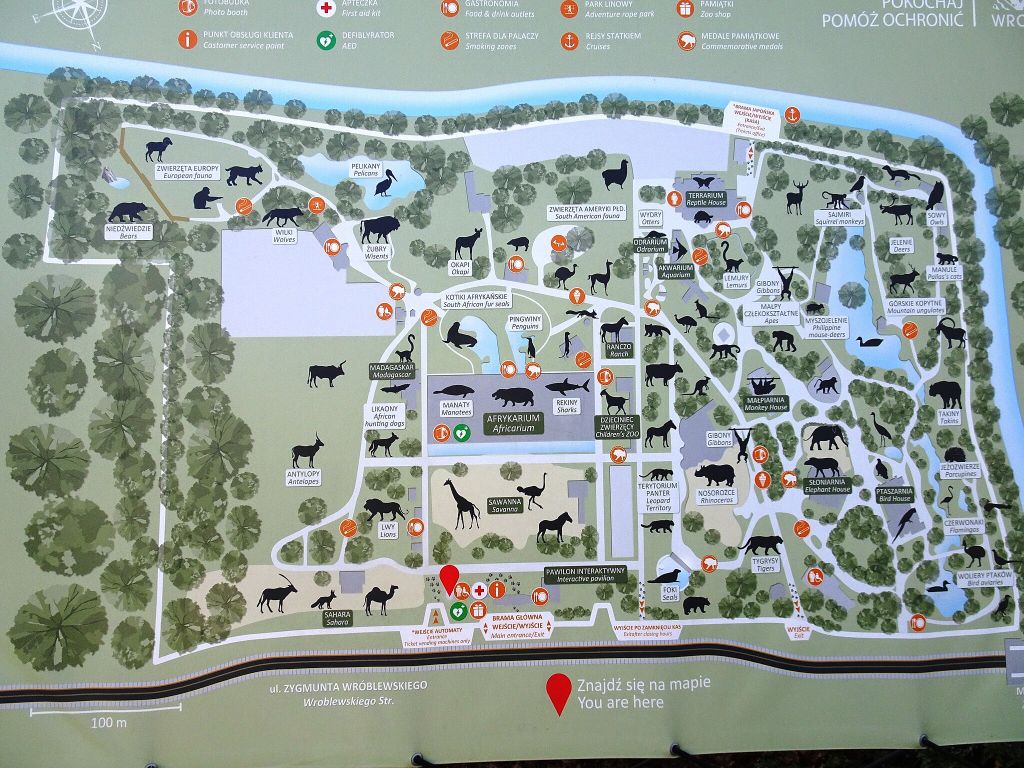 FOTOBUDKA
Photo booth
APTECZKA
First aid kit
GASTRONOMIA
Food & drink outlets
PARK LINOWY
Adventure rope park
PAMIĄTKI
Zoo shop
PUNKT OBSŁUGI KLIENTA
Customer service point
DEFIBRYLATOR
AED
STREFA DLA PALACZY
Smoking zones
REJSY STATKIEM
Cruises
MEDALE PAMIĄTKOWE
Commemorative medals
POKOCHAJ
POMÓŻ OCHRONIĆ
WRO
*BRAMA JAPOŃSKA
WEJŚCIE/WYJŚCIE
(KASA)
Entrance/Exit
(Tickets office)
ZWIERZĘTA EUROPY
European fauna
PELIKANY
Pelicans
NIEDŹWIEDZIE
Bears
WILKI
Wolves
ŻUBRY
Wisents
OKAPI
Okapi
ZWIERZĘTA AMERYKI PŁD.
South American fauna
WYDRY
Otters
TERRARIUM
Reptile House
ODRARIUM
Odrarium
AKWARIUM
Aquarium
LEMURY
Lemurs
SAJMIRI
Squirrel monkeys
SOWY
Owls
JELENIE
Deers
MANULE
Pallas's cats
GIBONY
Gibbons
MAŁPY
CZŁEKOKSZTAŁTNE
Apes
MYSZOJELENIE
Philippine
mouse-deers
GÓRSKIE KOPYTNE
Mountain ungulates
KOTIKI AFRYKAŃSKIE
South African fur seals
PINGWINY
Penguins
RANCZO
Ranch
MADAGASKAR
Madagascar
LIKAONY
African
hunting dogs
MANATY
Manatees
AFRYKARIUM
Africarium
REKINY
Sharks
DZIECINIEC
ZWIERZĘCY
Children's ZOO
MAŁPIARNIA
Monkey House
TAKINY
Takins
GIBONY
Gibbons
ANTYLOPY
Antelopes
SAWANNA
Savanna
LWY
Lions
TERYTORIUM
PANTER
Leopard
Territory
NOSOROŻCE
Rhinoceros
SŁONIARNIA
Elephant House
PTASZARNIA
Bird House
JEŻOZWIERZE
Porcupines
CZERWONAKI
Flamingos
TYGRYSY
Tigers
WOLIERY PTAKÓW
Bird aviaries
PAWILON INTERAKTYWNY
Interactive pavilion
FOKI
Seals
SAHARA
Sahara
*WEJŚCIE AUTOMATY
Entrance
Ticket vending machines only
BRAMA GŁÓWNA
WEJŚCIE/WYJŚCIE
Main entrance/Exit
WYJŚCIE PO ZAMKNIĘCIU KAS
Exit after closing hours
WYJŚCIE
Exit
ul. ZYGMUNTA WRÓBLEWSKIEGO
Wroblewskiego Str.
100 m
Znajdź się na mapie
You are here